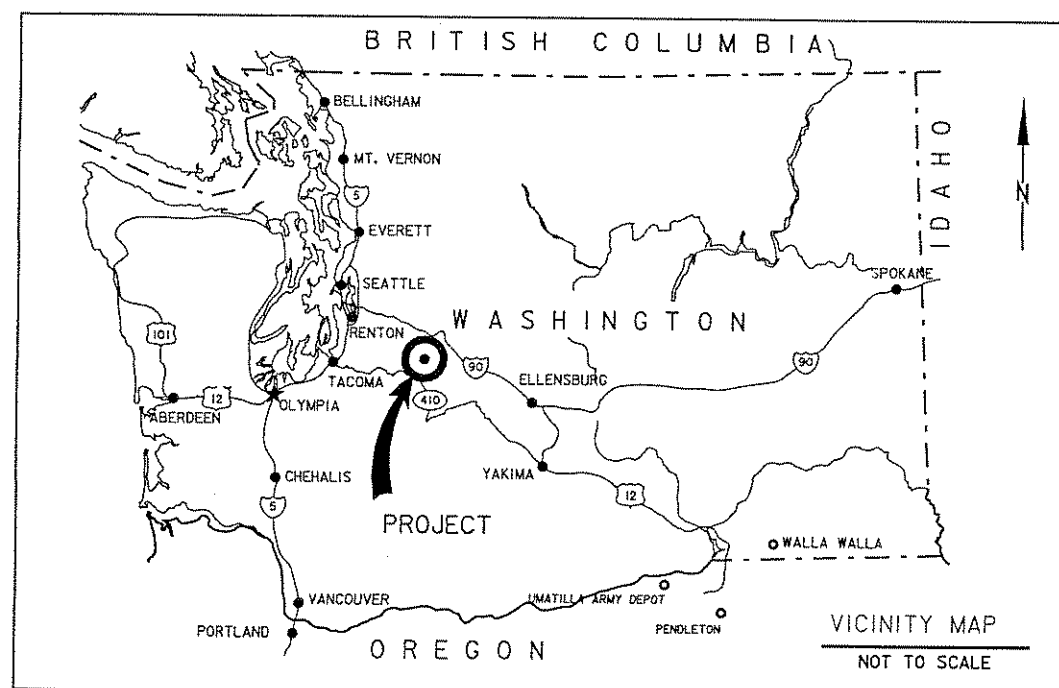 BRITISH COLUMBIA
BELLINGHAM
MT. VERNON
5
EVERETT
IDAHO
N
SPOKANE
SEATTLE
WASHINGTON
RENTON
101
90
90
TACOMA
ELLENSBURG
12
410
OLYMPIA
ABERDEEN
CHEHALIS
YAKIMA
12
5
PROJECT
WALLA WALLA
UMATILLA ARMY DEPOT
VANCOUVER
PENDLETON
PORTLAND
OREGON
VICINITY MAP
NOT TO SCALE